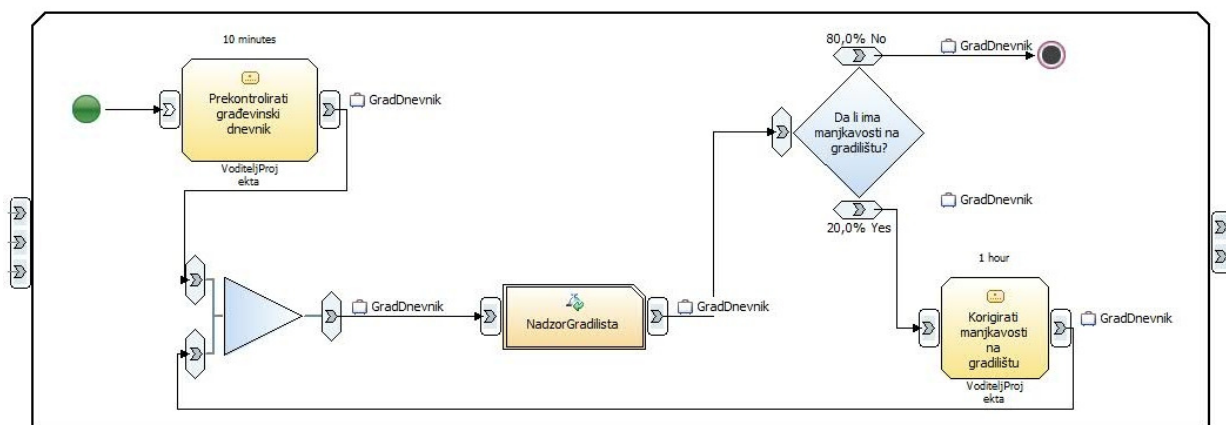 10 minutes
Prekontrolirati
građevinski
dnevnik
VoditeljProj
ekta
GradDnevnik
80,0% No
GradDnevnik
Da li ima
manjkavosti na
gradilištu?
20,0% Yes
GradDnevnik
GradDnevnik
NadzorGradilista
GradDnevnik
1 hour
Korigirati
manjkavosti
na
gradilištu
VoditeljProj
ekta
GradDnevnik